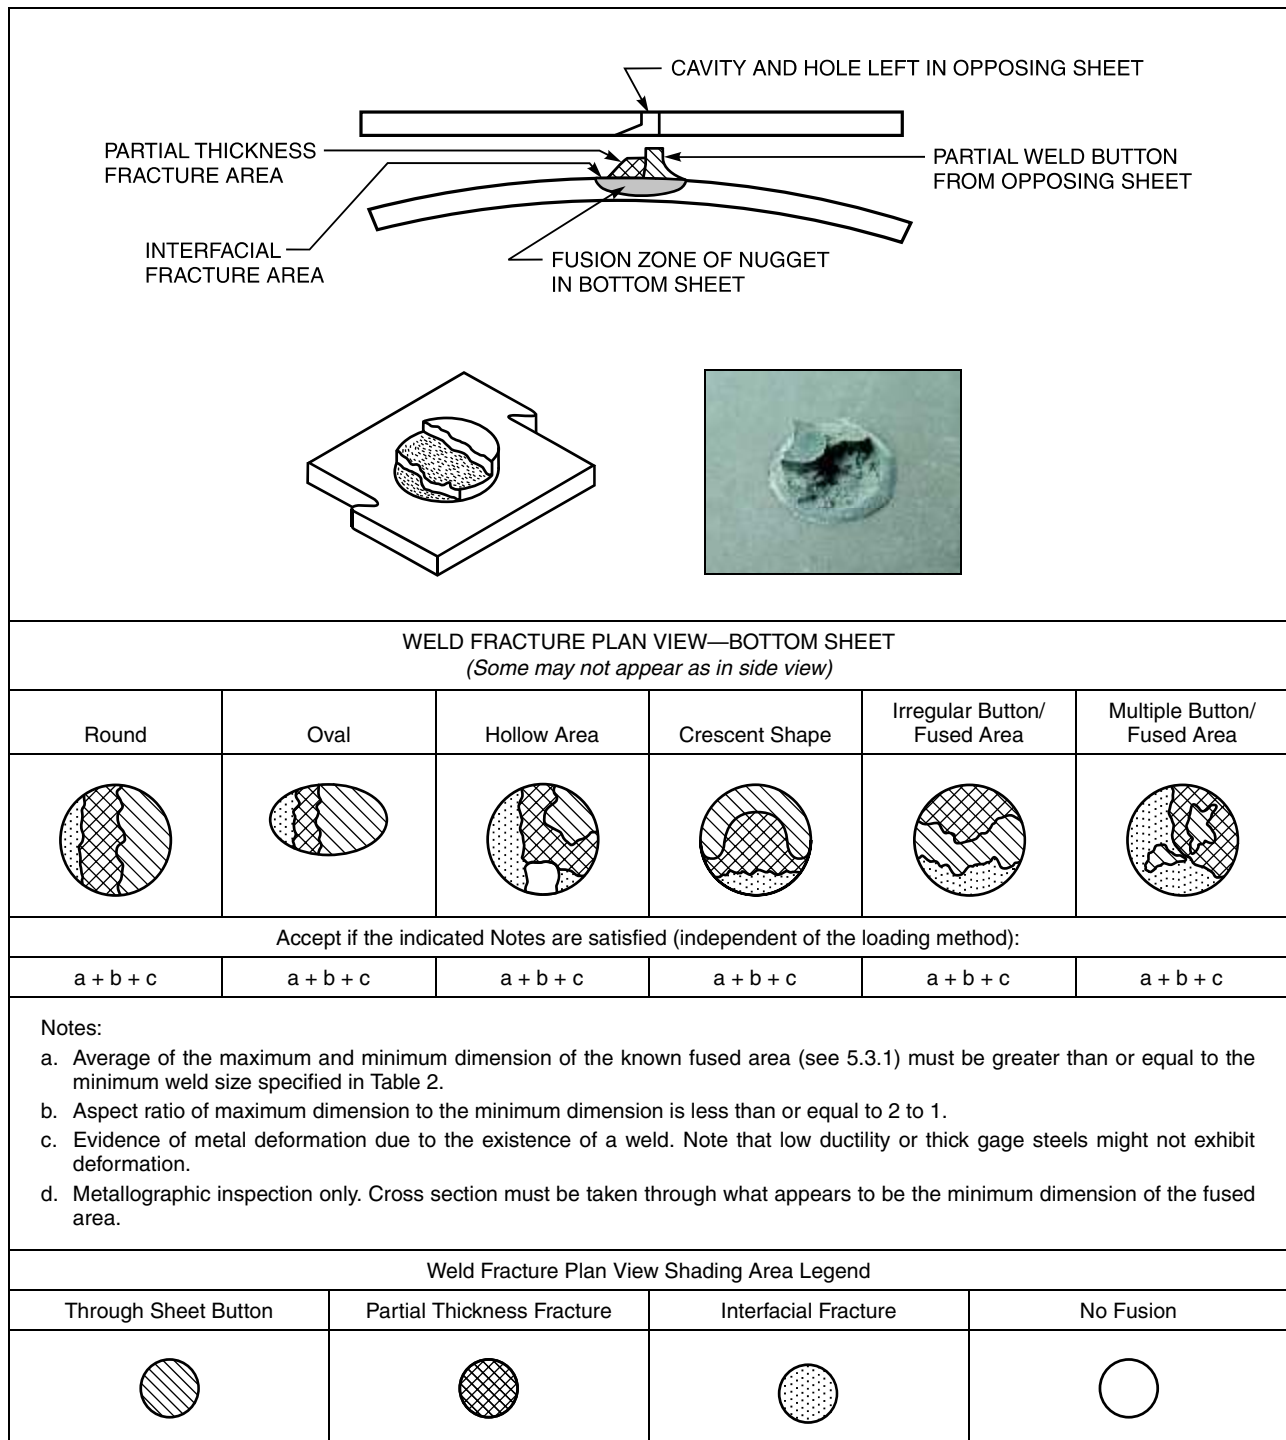 CAVITY AND HOLE LEFT IN OPPOSING SHEET
PARTIAL THICKNESS
FRACTURE AREA
PARTIAL WELD BUTTON
FROM OPPOSING SHEET
INTERFACIAL
FRACTURE AREA
FUSION ZONE OF NUGGET
IN BOTTOM SHEET
WELD FRACTURE PLAN VIEW—BOTTOM SHEET
(Some may not appear as in side view)
Round
Oval
Hollow Area
Crescent Shape
Irregular Button/
Fused Area
Multiple Button/
Fused Area
Accept if the indicated Notes are satisfied (independent of the loading method):
a + b + c
a + b + c
a + b + c
a + b + c
a + b + c
a + b + c
Notes:
a. Average of the maximum and minimum dimension of the known fused area (see 5.3.1) must be greater than or equal to the
minimum weld size specified in Table 2.
b. Aspect ratio of maximum dimension to the minimum dimension is less than or equal to 2 to 1.
c. Evidence of metal deformation due to the existence of a weld. Note that low ductility or thick gage steels might not exhibit
deformation.
d. Metallographic inspection only. Cross section must be taken through what appears to be the minimum dimension of the fused
area.
Weld Fracture Plan View Shading Area Legend
Through Sheet Button
Partial Thickness Fracture
Interfacial Fracture
No Fusion